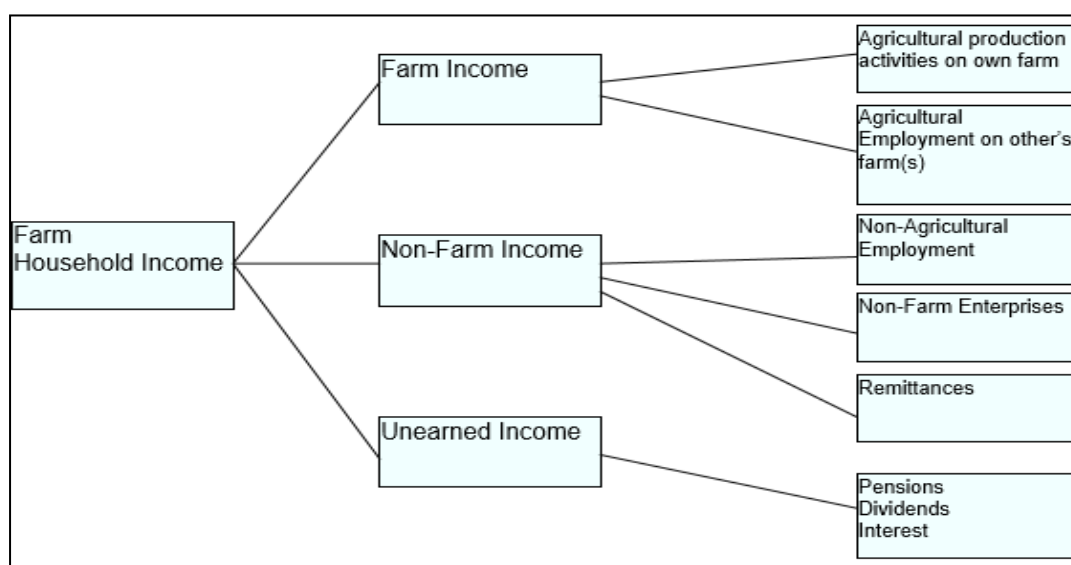 Farm
Household Income
Farm Income
Non-Farm Income
Unearned Income
Agricultural production
activities on own farm
Agricultural
Employment on other's
farm(s)
Non-Agricultural
Employment
Non-Farm Enterprises
Remittances
Pensions
Dividends
Interest